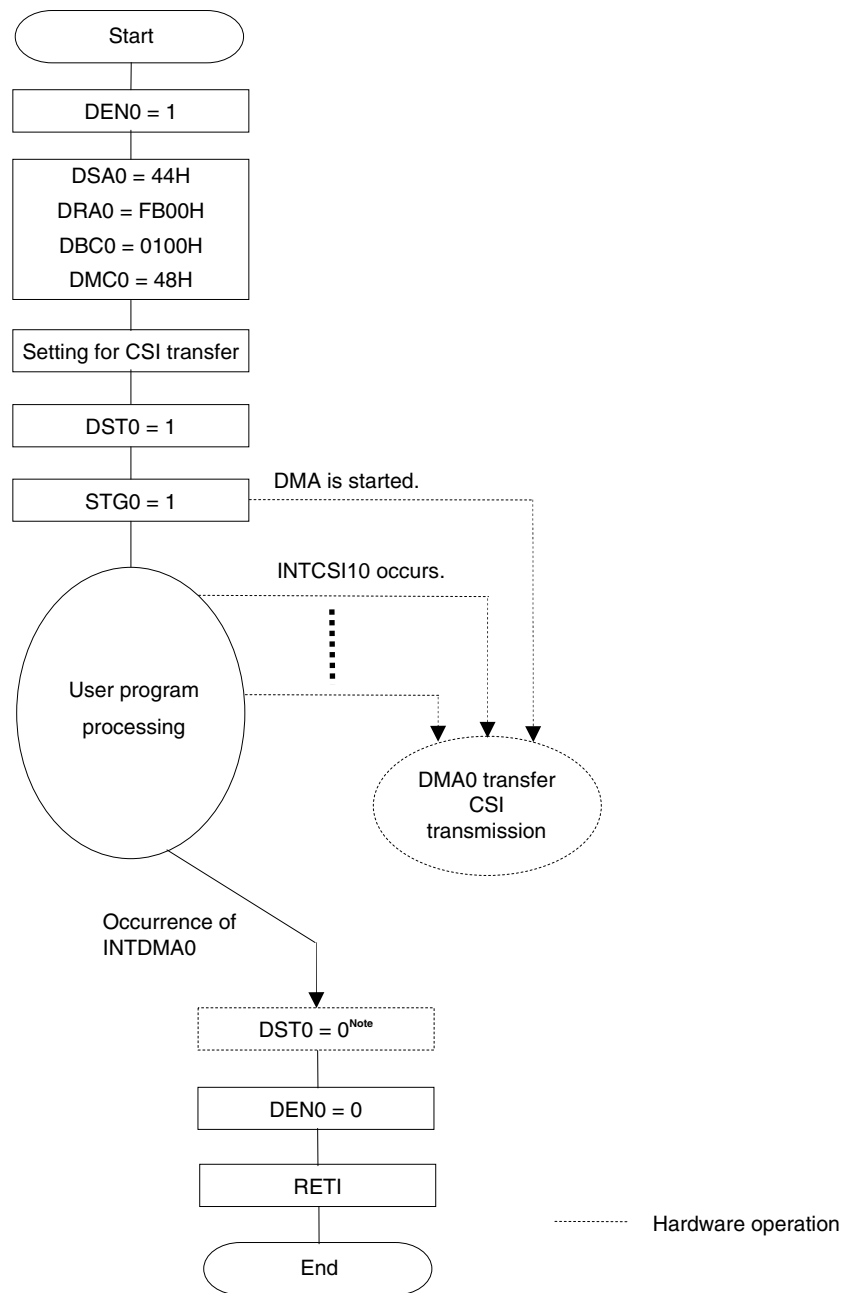 Start
DEN0 = 1
DSA0 = 44H
DRA0 = FB00H
DBC0 = 0100H
DMC0 = 48H
Setting for CSI transfer
DST0 = 1
STG0 = 1
DMA is started.
INTCSI10 occurs.
User program
processing
DMA0 transfer
CSI
transmission
Occurrence of
INTDMA0
DST0 = 0Note
DEN0 = 0
RETI
Hardware operation
End